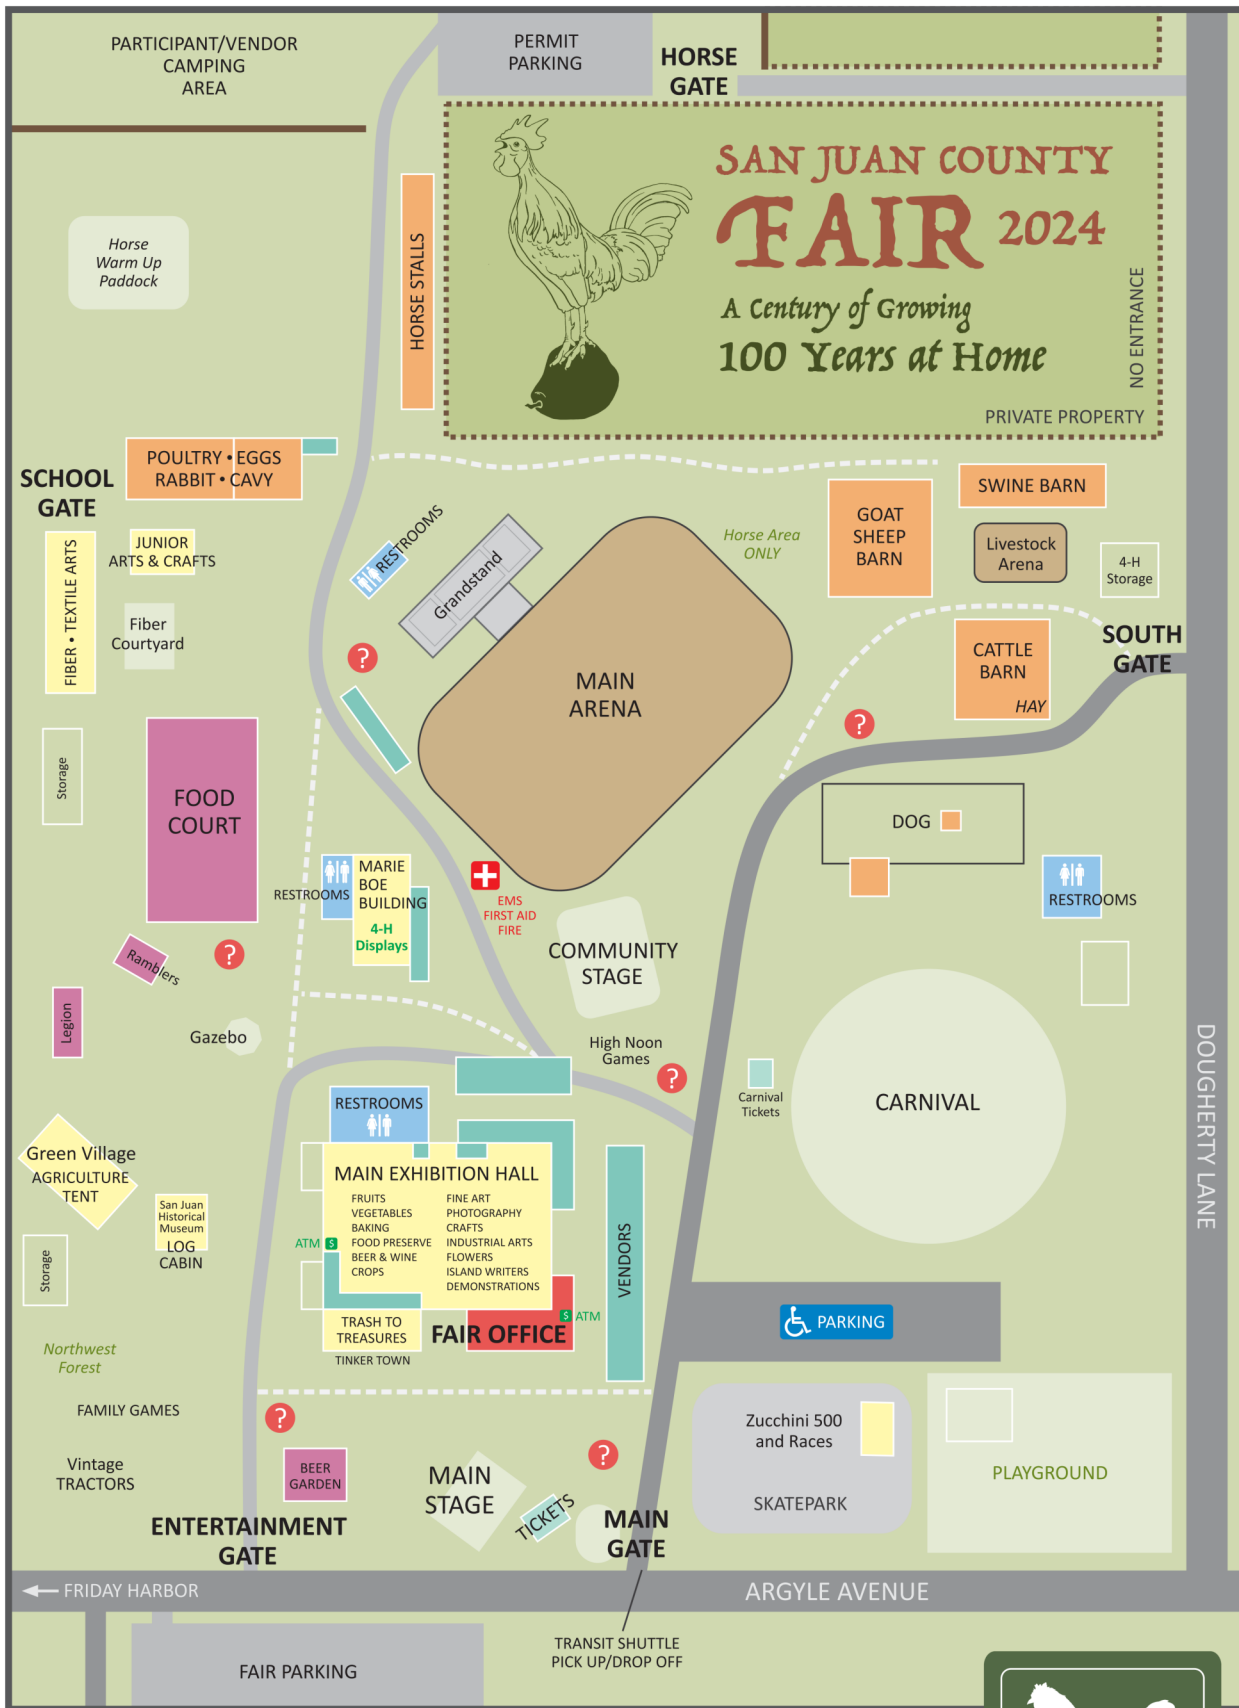 PARTICIPANT/VENDOR
CAMPING
AREA
PERMIT
PARKING
HORSE
GATE
SAN JUAN COUNTY
FAIR 2024
A Century of Growing
100 Years at Home
NO ENTRANCE
PRIVATE PROPERTY
Horse
Warm Up
Paddock
HORSE STALLS
POULTRY • EGGS
RABBIT • CAVY
SCHOOL
GATE
FIBER • TEXTILE ARTS
JUNIOR
ARTS & CRAFTS
Fiber
Courtyard
RESTROOMS
Grandstand
?
MAIN
ARENA
Horse Area
ONLY
GOAT
SHEEP
BARN
SWINE BARN
Livestock
Arena
4-H
Storage
SOUTH
GATE
CATTLE
BARN
HAY
?
Storage
FOOD
COURT
DOG
RESTROOMS
RESTROOMS
MARIE
BOE
BUILDING
4-H
Displays
EMS
FIRST AID
FIRE
COMMUNITY
STAGE
Ramblers
?
Legion
Gazebo
High Noon
Games
?
Carnival
Tickets
CARNIVAL
DOUGHERTY LANE
RESTROOMS
Green Village
AGRICULTURE
TENT
San Juan
Historical
Museum
LOG
CABIN
Storage
MAIN EXHIBITION HALL
FRUITS
VEGETABLES
BAKING
FOOD PRESERVE
BEER & WINE
CROPS
FINE ART
PHOTOGRAPHY
CRAFTS
INDUSTRIAL ARTS
FLOWERS
ISLAND WRITERS
DEMONSTRATIONS
ATM $
VENDORS
TRASH TO
TREASURES
TINKER TOWN
FAIR OFFICE
$ ATM
PARKING
Northwest
Forest
FAMILY GAMES
Vintage
TRACTORS
?
BEER
GARDEN
MAIN
STAGE
?
TICKETS
MAIN
GATE
ENTERTAINMENT
GATE
Zucchini 500
and Races
SKATEPARK
PLAYGROUND
FRIDAY HARBOR
ARGYLE AVENUE
TRANSIT SHUTTLE
PICK UP/DROP OFF
FAIR PARKING